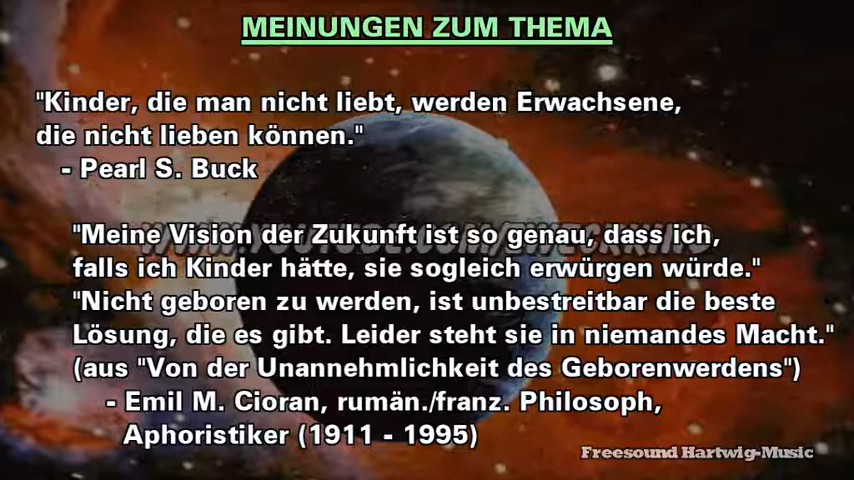 MEINUNGEN ZUM THEMA
"Kinder, die man nicht liebt, werden Erwachsene,
die nicht lieben können."
- Pearl S. Buck
"Meine Vision der Zukunft ist so genau, dass ich,
falls ich Kinder hätte, sie sogleich erwürgen würde."
"Nicht geboren zu werden, ist unbestreitbar die beste
Lösung, die es gibt. Leider steht sie in niemandes Macht."
(aus "Von der Unannehmlichkeit des Geborenwerdens")
- Emil M. Cioran, rumän./franz. Philosoph,
Aphoristiker (1911 - 1995)
Freesound Hartwig-Music